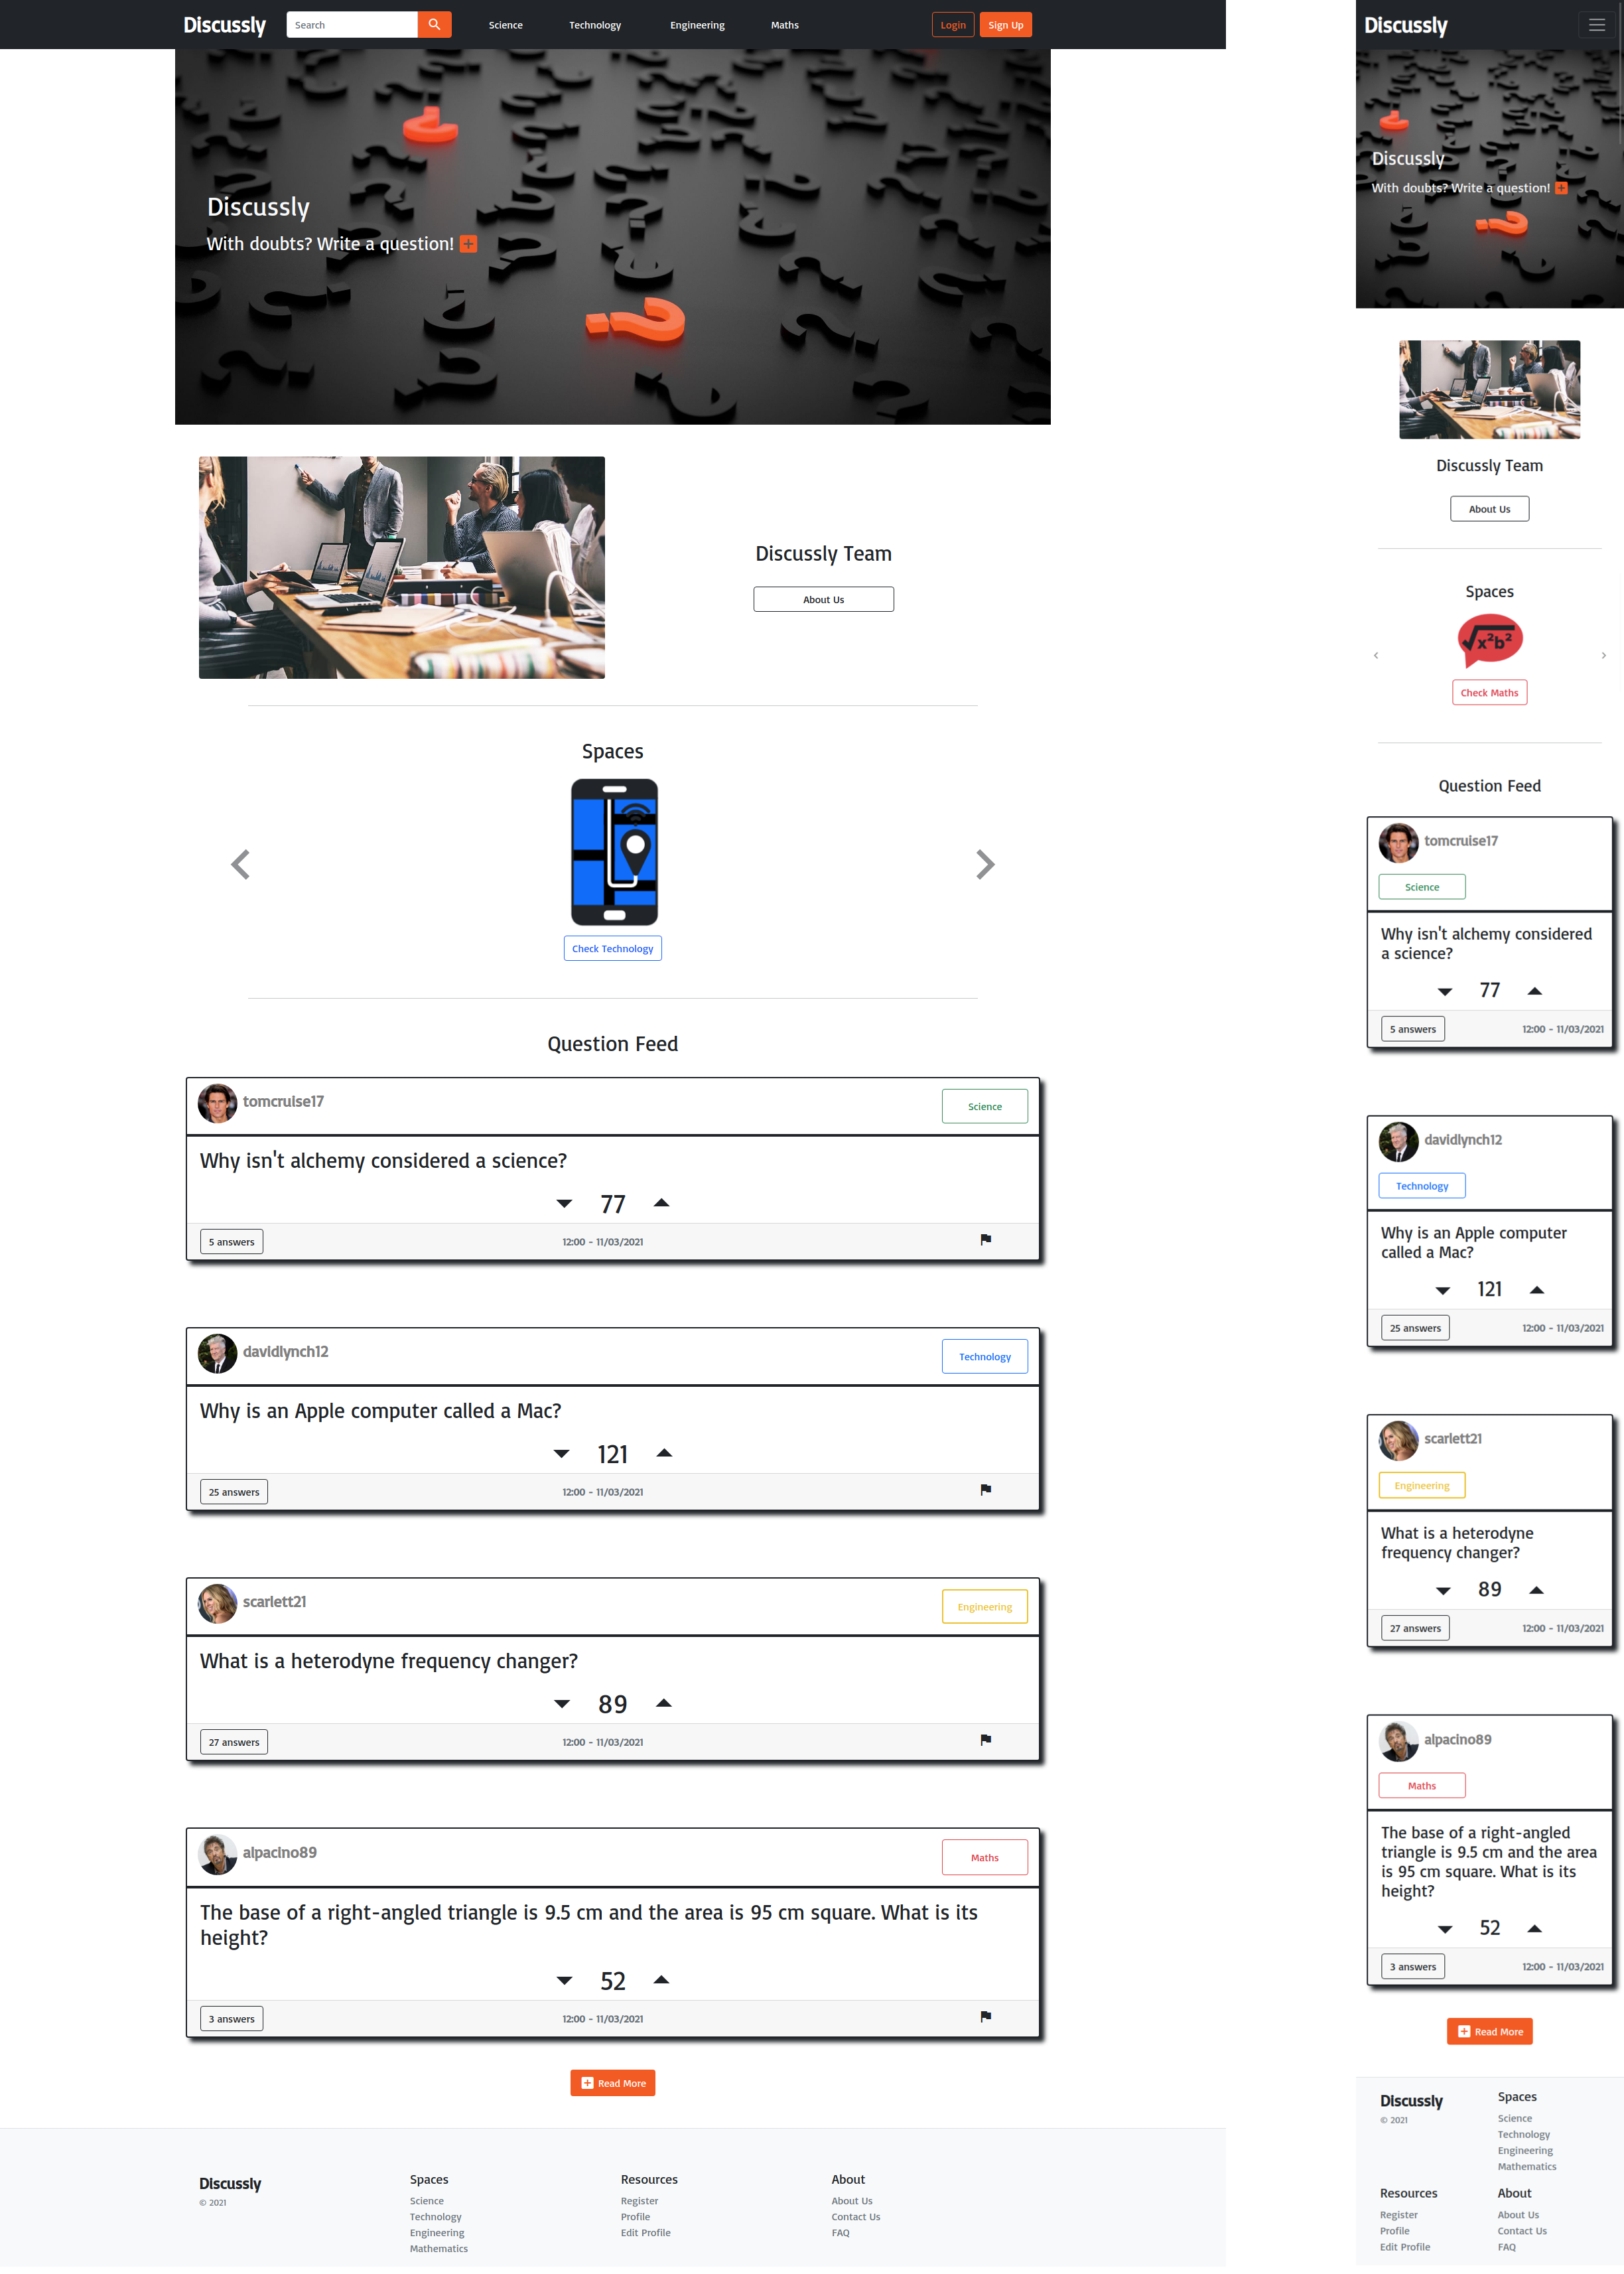 Discussly
Search
Science
Technology
Engineering
Maths
Login
Sign Up
Discussly
With doubts? Write a question!
Discussly Team
About Us
Spaces
Check Technology
Question Feed
tomcruise17
Science
Why isn't alchemy considered a science?
77
5 answers
12:00 - 11/03/2021
davidlynch12
Technology
Why is an Apple computer called a Mac?
121
25 answers
12:00 - 11/03/2021
scarlett21
Engineering
What is a heterodyne frequency changer?
89
27 answers
12:00 - 11/03/2021
alpacino89
Maths
The base of a right-angled triangle is 9.5 cm and the area is 95 cm square. What is its
height?
52
3 answers
12:00 - 11/03/2021
Read More
Discussly
© 2021
Spaces
Science
Technology
Engineering
Mathematics
Resources
Register
Profile
Edit Profile
About
About Us
Contact Us
FAQ
Discussly
Discussly
With doubts? Write a question!
Discussly Team
About Us
Spaces
√x²b²
Check Maths
Question Feed
tomcruise17
Science
Why isn't alchemy considered
a science?
77
5 answers
12:00 - 11/03/2021
davidlynch12
Technology
Why is an Apple computer
called a Mac?
121
25 answers
12:00 - 11/03/2021
scarlett21
Engineering
What is a heterodyne
frequency changer?
89
27 answers
12:00 - 11/03/2021
alpacino89
Maths
The base of a right-angled
triangle is 9.5 cm and the area
is 95 cm square. What is its
height?
52
3 answers
12:00 - 11/03/2021
Read More
Discussly
© 2021
Spaces
Science
Technology
Engineering
Mathematics
Resources
Register
Profile
Edit Profile
About
About Us
Contact Us
FAQ